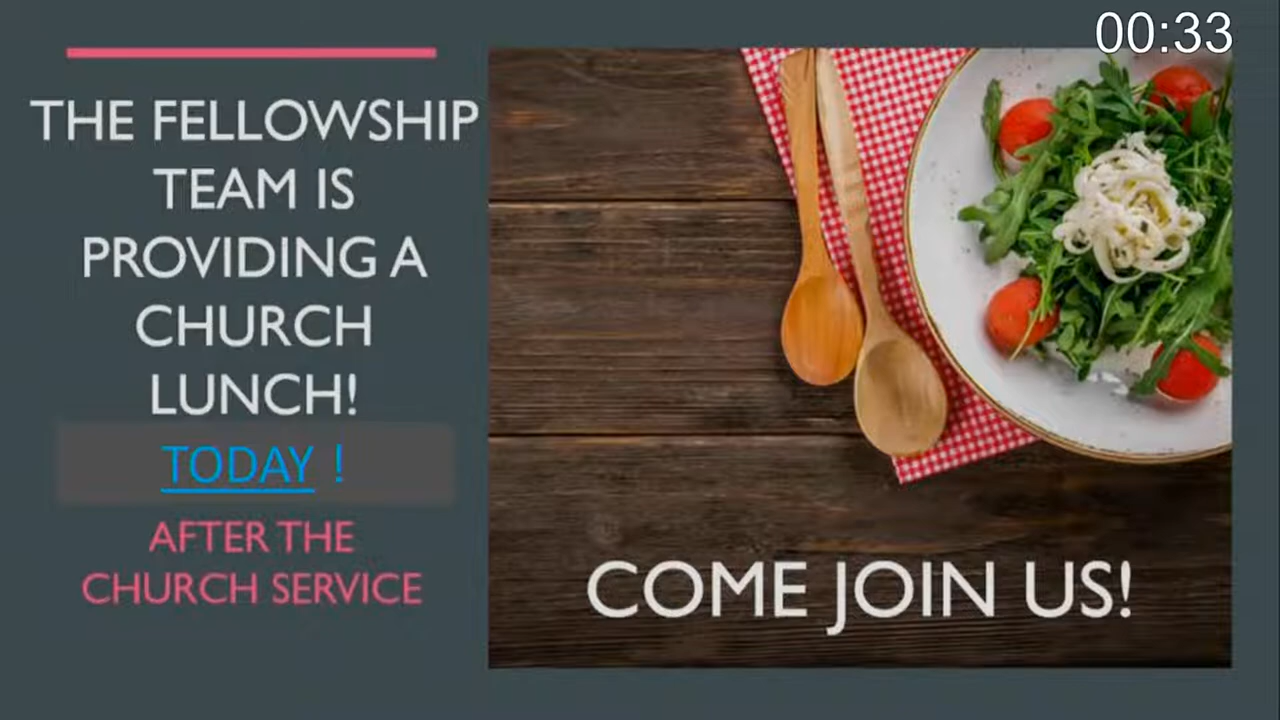 00:33
THE FELLOWSHIP
TEAM IS
PROVIDING A
CHURCH
LUNCH!
TODAY !
AFTER THE
CHURCH SERVICE
COME JOIN US!